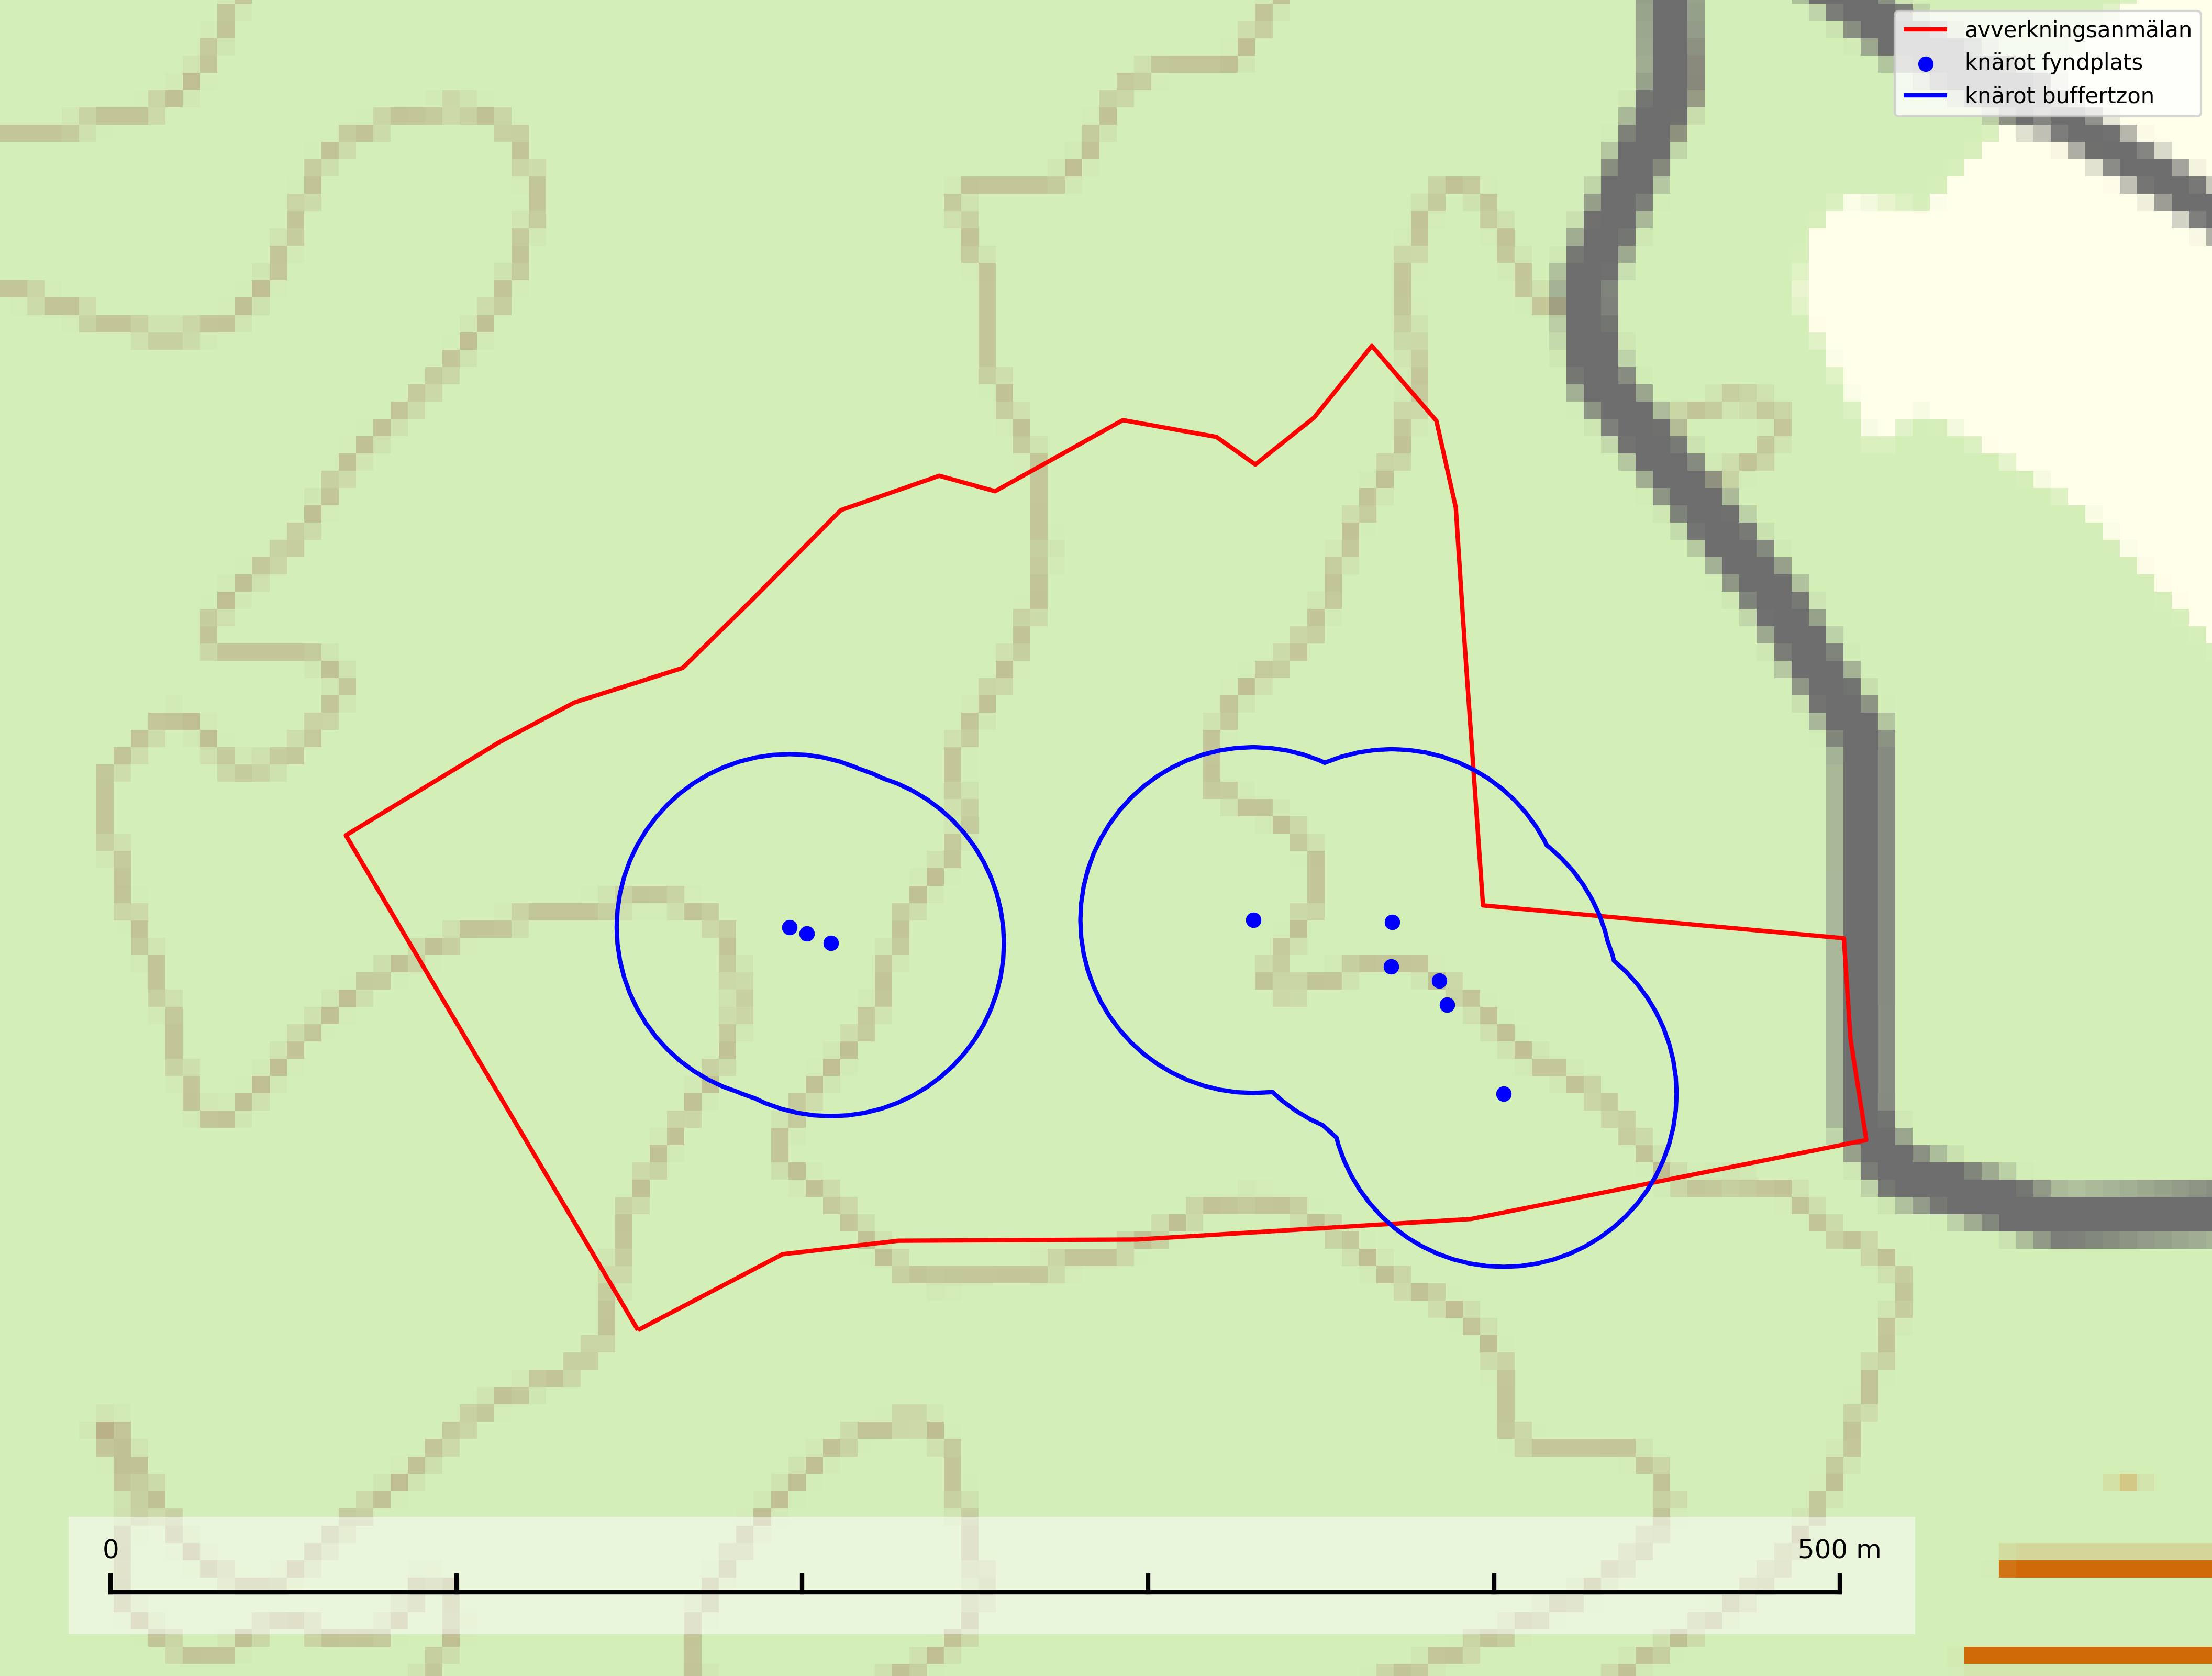 avverkningsanmälan
knärot fyndplats
knärot buffertzon
0
500 m